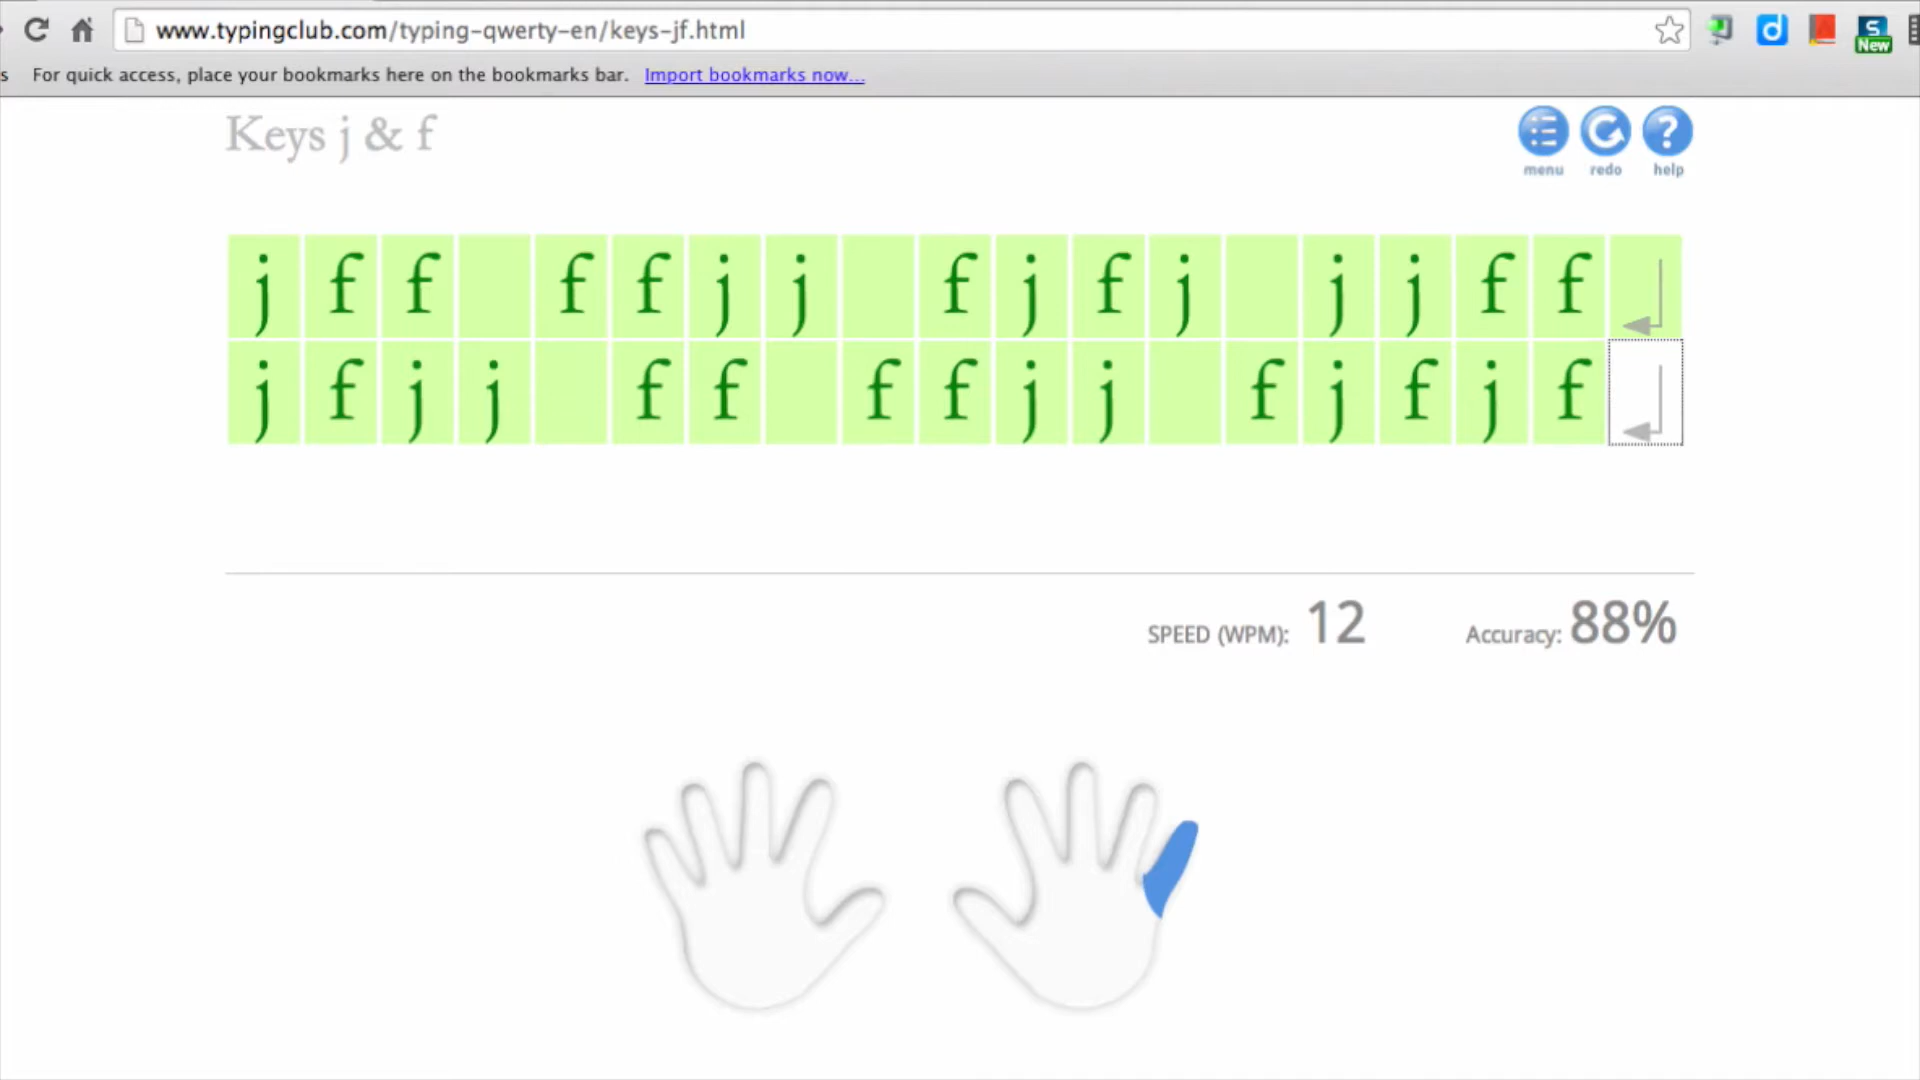 www.typingclub.com/typing-qwerty-en/keys-jf.html
S
New
s For quick access, place your bookmarks here on the bookmarks bar. Import bookmarks now...
Keys j & f
menu redo help
j f f f f j j f j f j j j f f
j f j j f f f f j j f j f j f
SPEED (WPM): 12 Accuracy: 88%